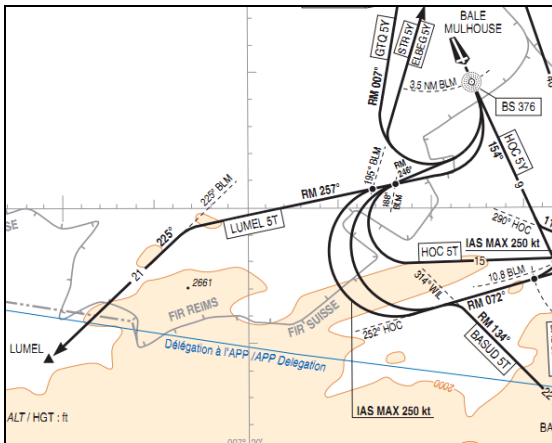 BALE
MULHOUSE
GTQ 5Y
STR 5Y
ELBEG 5Y
RM 007°
3.5 NM BLM
BS 376
HOC 5Y
154°
9
195° BLM
RM
246°
188°
BLM
225° BLM
RM 257°
LUMEL 5T
225°
21
290° HOC
IAS MAX 250 kt
HOC 5T
15
10.8 BLM
314° WIL
RM 072°
2661
FIR REIMS
FIR SUISSE
252° HOC
RM 134°
BASUD 5T
LUMEL
Délégation à l'APP / APP Delegation
2000
IAS MAX 250 kt
ALT / HGT : ft
BA